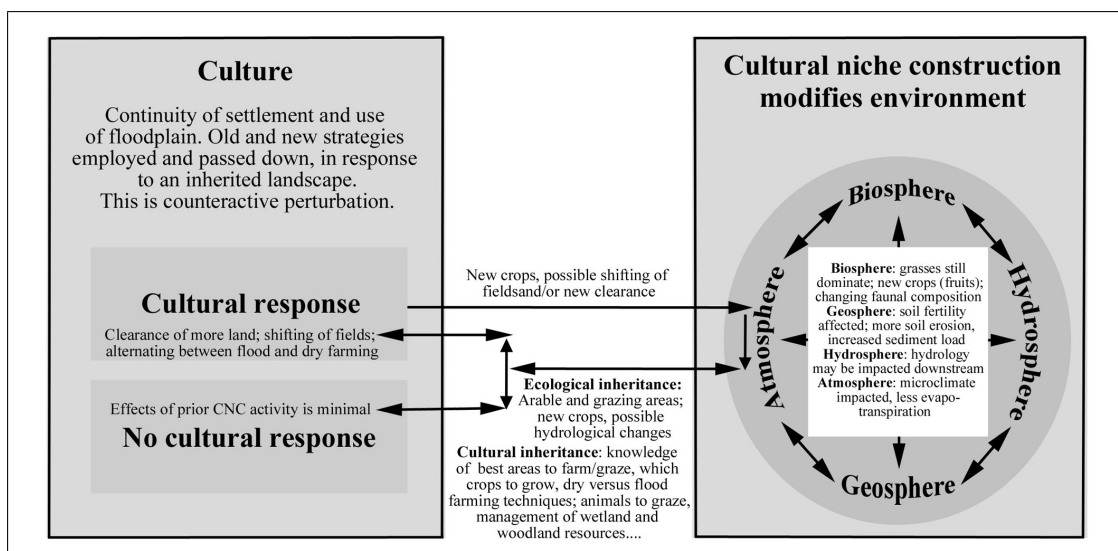 Culture
Continuity of settlement and use
of floodplain. Old and new strategies
employed and passed down, in response
to an inherited landscape.
This is counteractive perturbation.
Cultural response
Clearance of more land; shifting of fields;
alternating between flood and dry farming
Effects of prior CNC activity is minimal
No cultural response
New crops, possible shifting of
fieldsand/or new clearance
Ecological inheritance:
Arable and grazing areas;
new crops, possible
hydrological changes
Cultural inheritance: knowledge
of best areas to farm/graze, which
crops to grow, dry versus flood
farming techniques; animals to graze,
management of wetland and
woodland resources....
Cultural niche construction
modifies environment
Biosphere
Atmosphere
Hydrosphere
Geosphere
Biosphere: grasses still
dominate; new crops (fruits);
changing faunal composition
Geosphere: soil fertility
affected; more soil erosion,
increased sediment load
Hydrosphere: hydrology
may be impacted downstream
Atmosphere: microclimate
impacted, less evapo-
transpiration